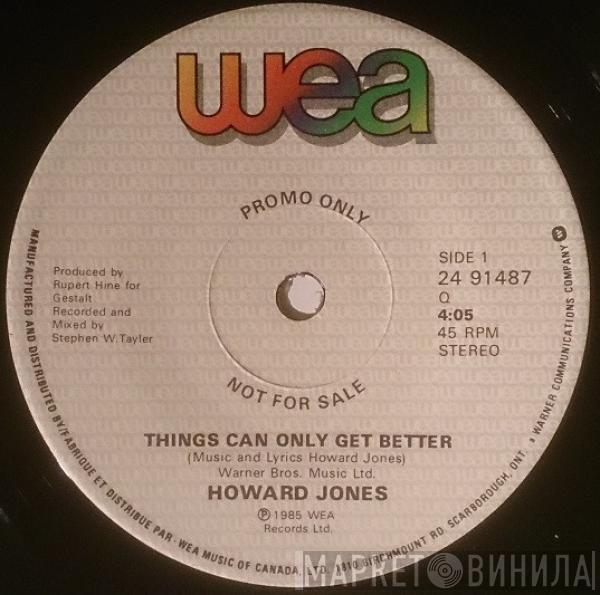 wea
PROMO ONLY
Produced by
Rupert Hine for
Gestalt
Recorded and
Mixed by
Stephen W. Tayler
SIDE 1
24 91487
Q
4:05
45 RPM
STEREO
NOT FOR SALE
THINGS CAN ONLY GET BETTER
(Music and Lyrics Howard Jones)
Warner Bros. Music Ltd.
HOWARD JONES
℗ 1985 WEA
Records Ltd.
MANUFACTURED AND DISTRIBUTED BY/FABRIQUE ET DISTRIBUE PAR - WEA MUSIC OF CANADA, LTD. 1810 BIRCHMOUNT RD. SCARBOROUGH, ONT. A WARNER COMMUNICATIONS COMPANY
МАРКЕТ ВИНИЛА